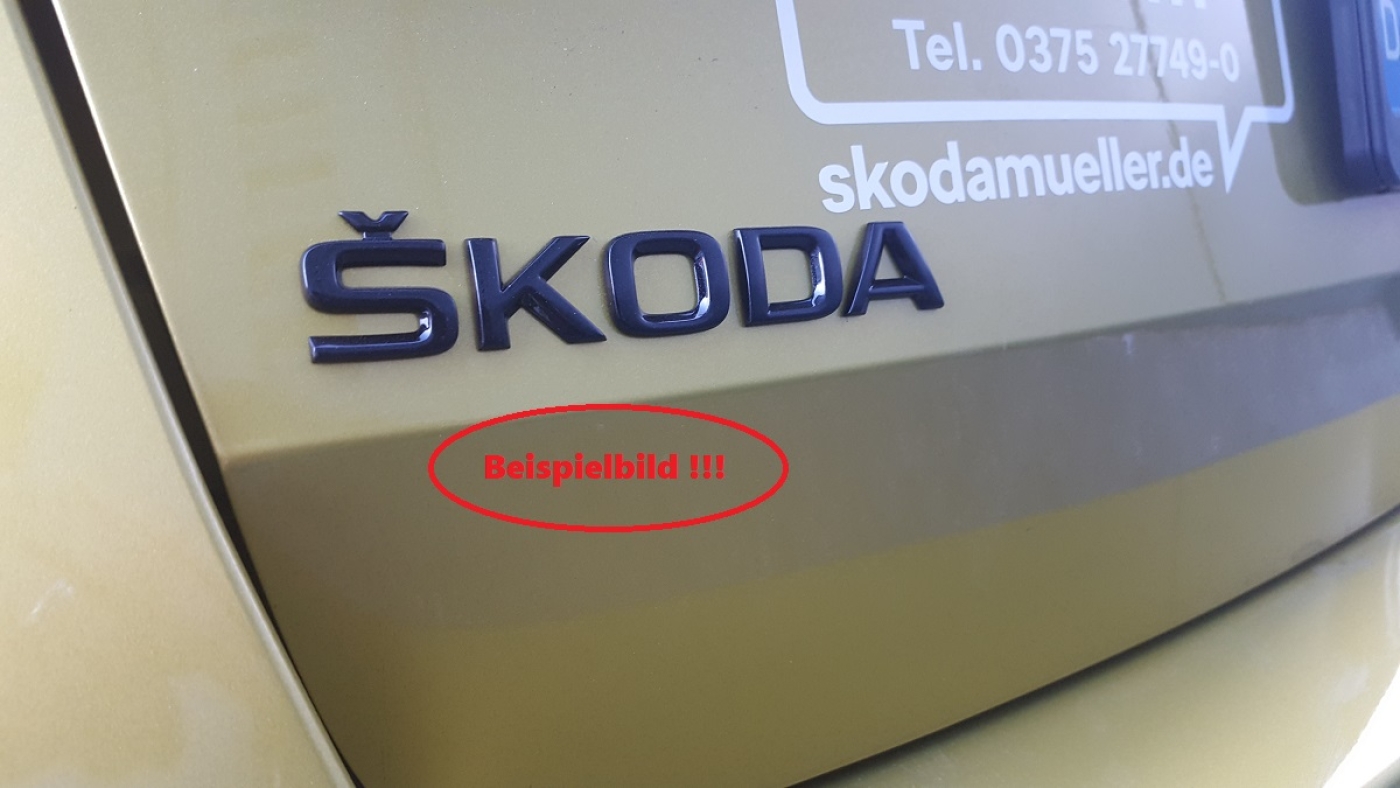 Tel. 0375 27749-0
skodamueller.de
ŠKODA
Beispielbild !!!